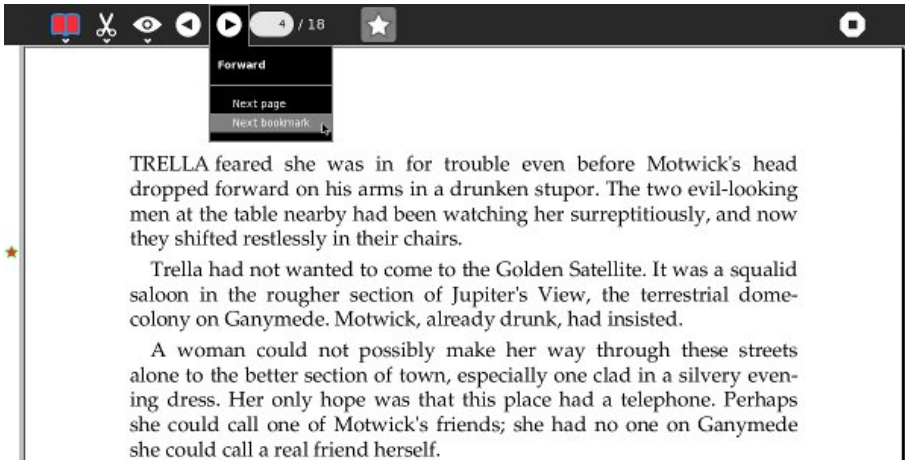 4 / 18
Forward
Next page
Next bookmark
TRELLA feared she was in for trouble even before Motwick's head
dropped forward on his arms in a drunken stupor. The two evil-looking
men at the table nearby had been watching her surreptitiously, and now
they shifted restlessly in their chairs.
Trella had not wanted to come to the Golden Satellite. It was a squalid
saloon in the rougher section of Jupiter's View, the terrestrial dome-
colony on Ganymede. Motwick, already drunk, had insisted.
A woman could not possibly make her way through these streets
alone to the better section of town, especially one clad in a silvery even-
ing dress. Her only hope was that this place had a telephone. Perhaps
she could call one of Motwick's friends; she had no one on Ganymede
she could call a real friend herself.